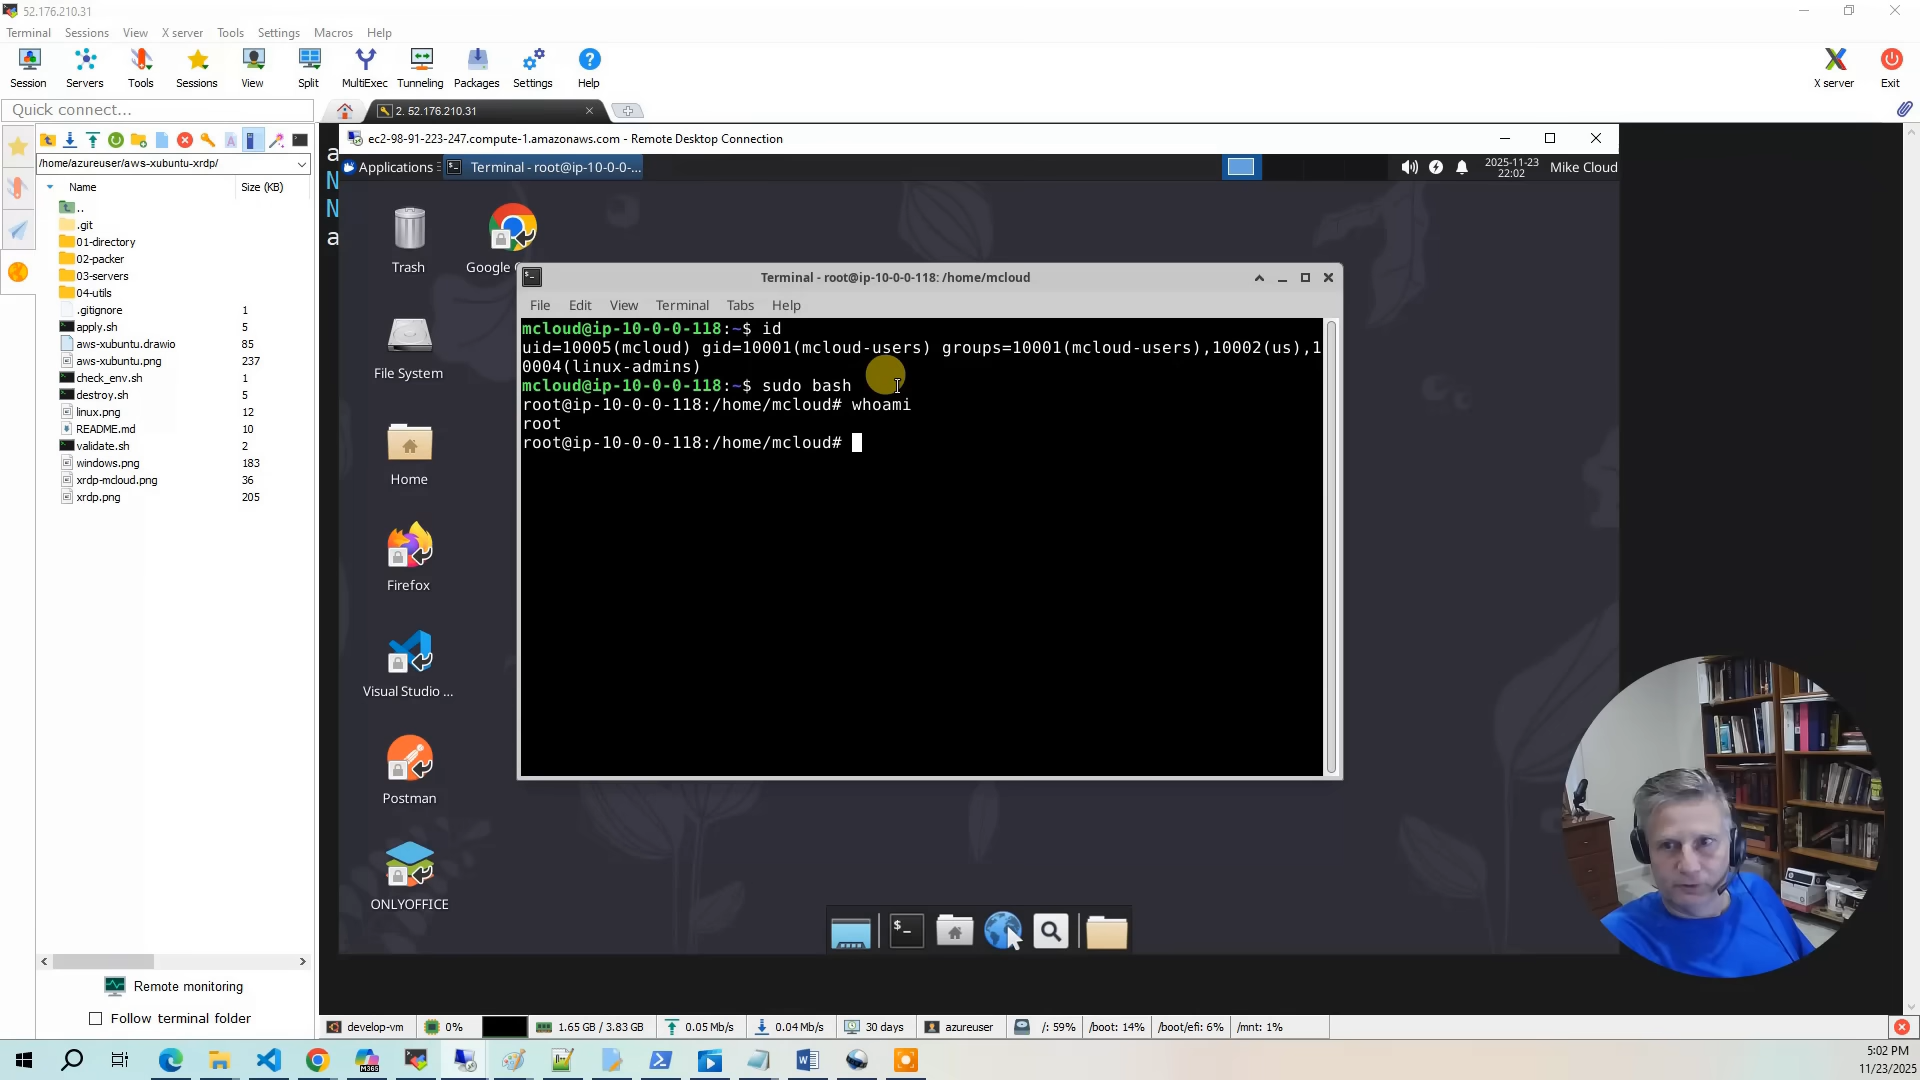 52.176.210.31
Terminal Sessions View X server Tools Settings Macros Help
Session Servers Tools Sessions View Split MultiExec Tunneling Packages Settings Help X server Exit
Quick connect...
2. 52.176.210.31
/home/azureuser/aws-xubuntu-xrdp/
Name Size (KB)
..
.git
01-directory
02-packer
03-servers
04-utils
.gitignore 1
apply.sh 5
aws-xubuntu.drawio 85
aws-xubuntu.png 237
check_env.sh 1
destroy.sh 5
linux.png 12
README.md 10
validate.sh 2
windows.png 183
xrdp-mcloud.png 36
xrdp.png 205
Remote monitoring
Follow terminal folder
a
N
N
a
ec2-98-91-223-247.compute-1.amazonaws.com - Remote Desktop Connection
Applications Terminal - root@ip-10-0-0-... 2025-11-23 Mike Cloud
22:02
Trash
Google
File System
Home
Firefox
Visual Studio ...
Postman
ONLYOFFICE
Terminal - root@ip-10-0-0-118: /home/mcloud
File Edit View Terminal Tabs Help
mcloud@ip-10-0-0-118:~$ id
uid=10005(mcloud) gid=10001(mcloud-users) groups=10001(mcloud-users),10002(us),1
0004(linux-admins)
mcloud@ip-10-0-0-118:~$ sudo bash
root@ip-10-0-0-118:/home/mcloud# whoami
root
root@ip-10-0-0-118:/home/mcloud#
develop-vm 0% 1.65 GB / 3.83 GB 0.05 Mb/s 0.04 Mb/s 30 days azureuser /: 59% /boot: 14% /boot/efi: 6% /mnt: 1%
M365
5:02 PM
11/23/2025